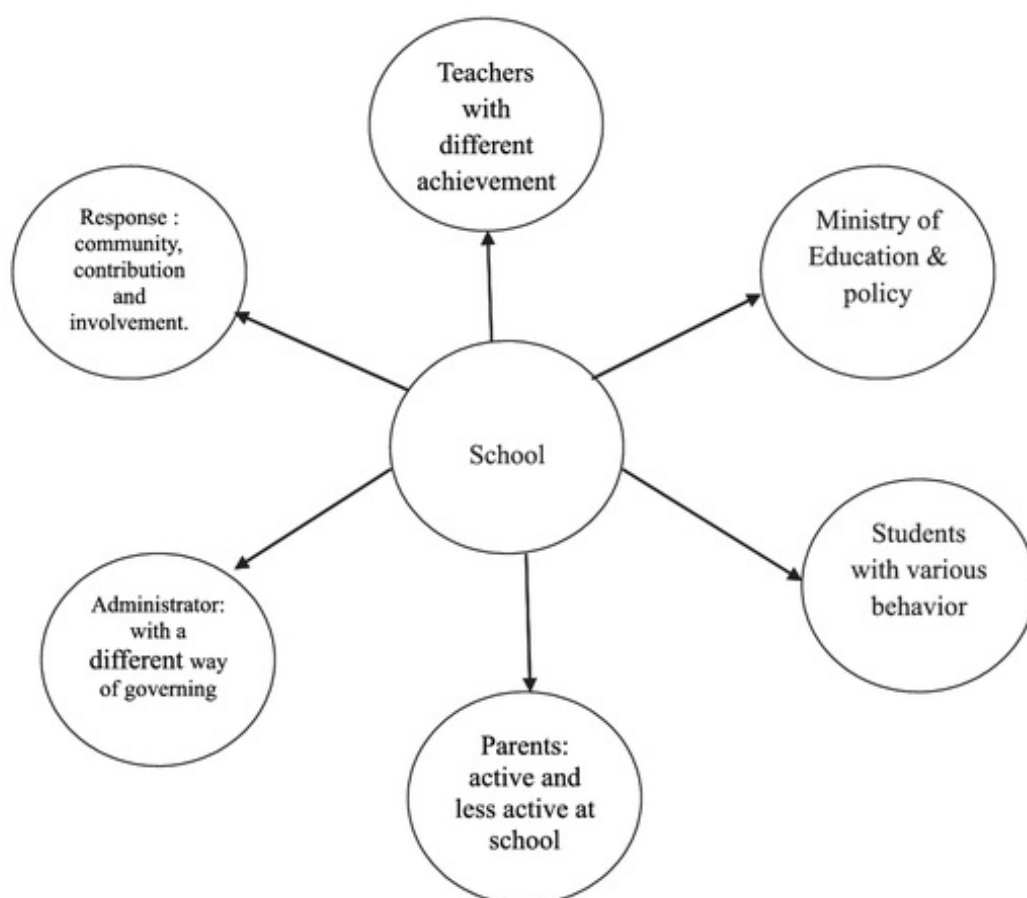 Teachers
with
different
achievement
Response :
community,
contribution
and
involvement.
Ministry of
Education &
policy
School
Students
with various
behavior
Administrator:
with a
different way
of governing
Parents:
active and
less active at
school